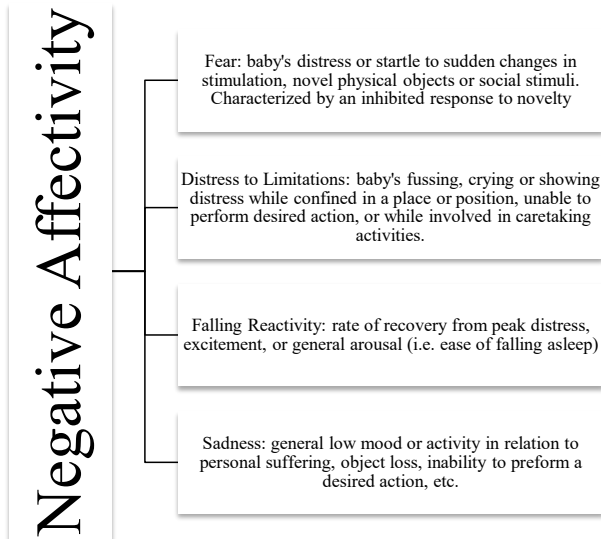 Negative Affectivity
Fear: baby's distress or startle to sudden changes in
stimulation, novel physical objects or social stimuli.
Characterized by an inhibited response to novelty
Distress to Limitations: baby's fussing, crying or showing
distress while confined in a place or position, unable to
perform desired action, or while involved in caretaking
activities.
Falling Reactivity: rate of recovery from peak distress,
excitement, or general arousal (i.e. ease of falling asleep)
Sadness: general low mood or activity in relation to
personal suffering, object loss, inability to preform a
desired action, etc.